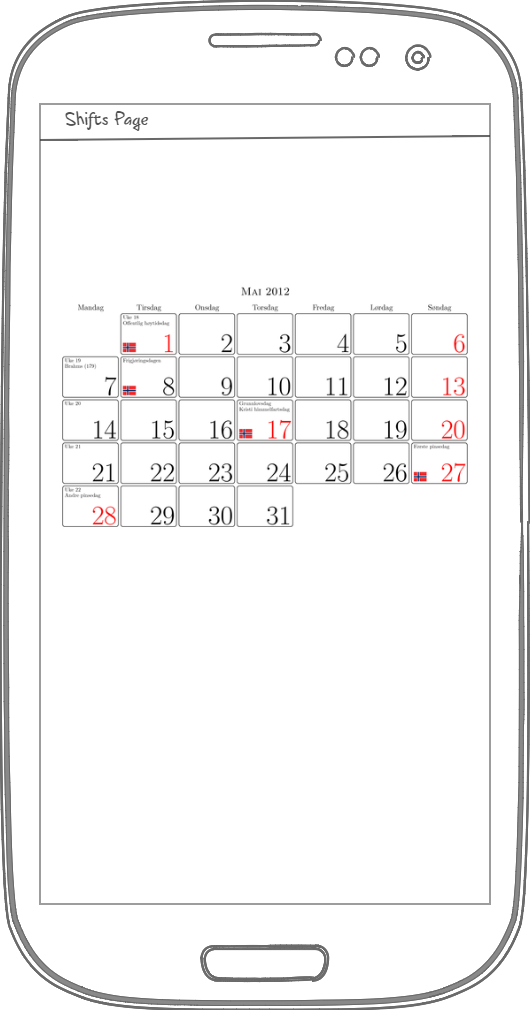 Shifts Page
MAI 2012
Mandag Tirsdag Onsdag Torsdag Fredag Lørdag Søndag
Uke 18
Offentlig høytidsdag
1 2 3 4 5 6
Uke 19 Frigjøringsdagen
7 8 9 10 11 12 13
Uke 20 Grunnlovsdag
Kristi himmelfartsdag
14 15 16 17 18 19 20
Uke 21 Første pinsedag
21 22 23 24 25 26 27
Uke 22
Andre pinsedag
28 29 30 31